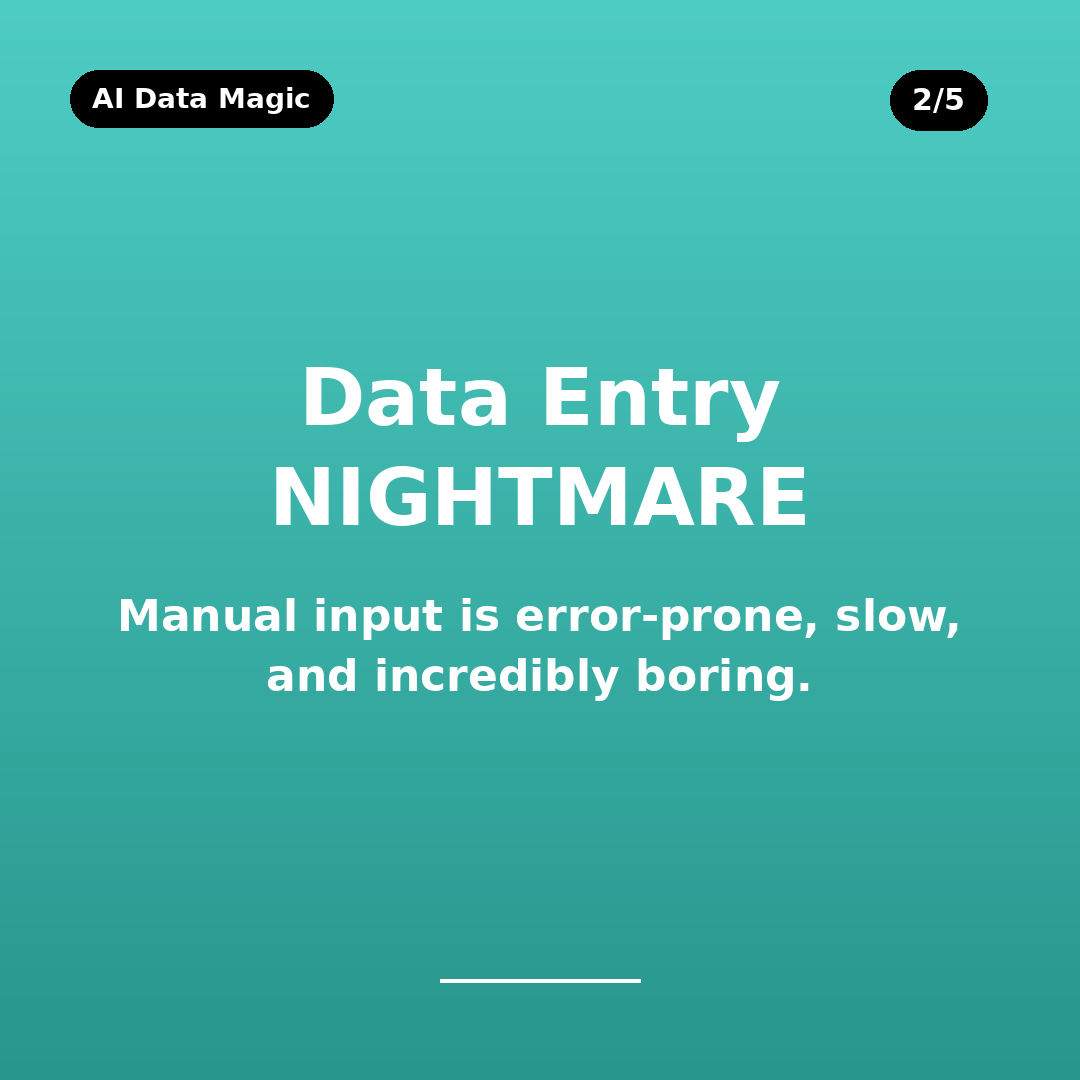 AI Data Magic
2/5
Data Entry
NIGHTMARE
Manual input is error-prone, slow,
and incredibly boring.